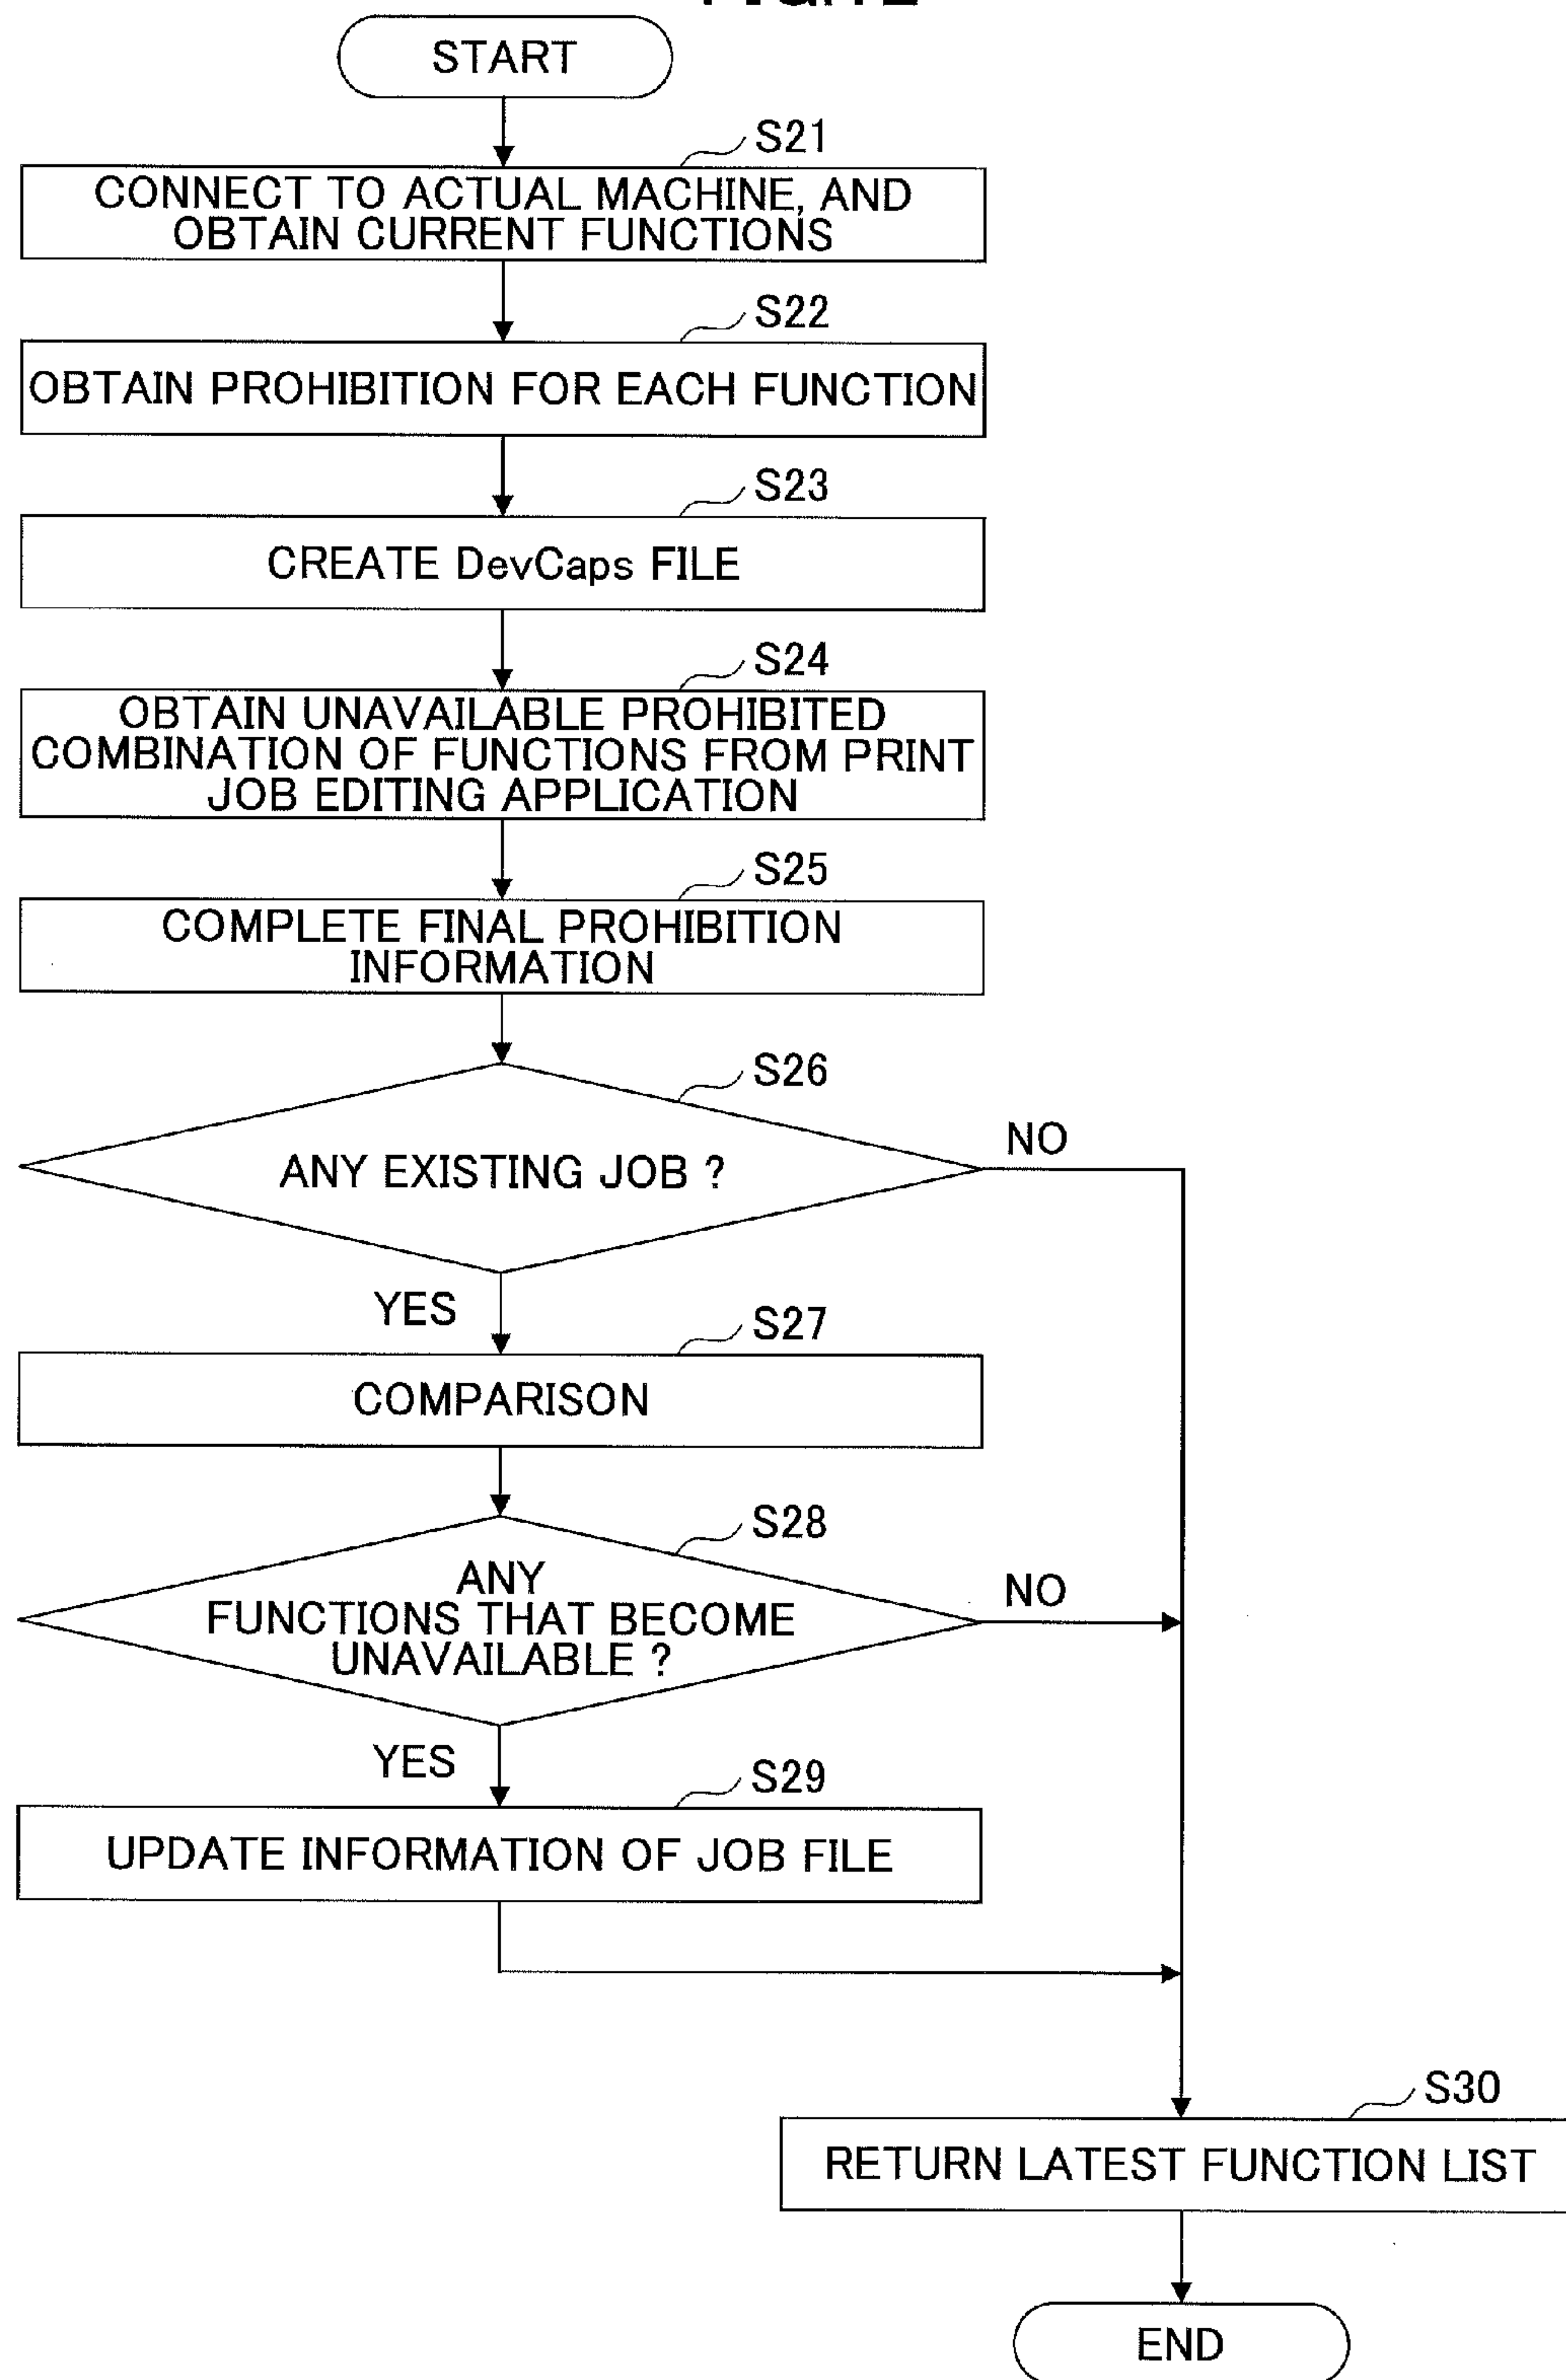 START
S21
CONNECT TO ACTUAL MACHINE, AND
OBTAIN CURRENT FUNCTIONS
S22
OBTAIN PROHIBITION FOR EACH FUNCTION
S23
CREATE DevCaps FILE
S24
OBTAIN UNAVAILABLE PROHIBITED
COMBINATION OF FUNCTIONS FROM PRINT
JOB EDITING APPLICATION
S25
COMPLETE FINAL PROHIBITION
INFORMATION
S26
ANY EXISTING JOB ?
NO
YES
S27
COMPARISON
S28
ANY
FUNCTIONS THAT BECOME
UNAVAILABLE ?
NO
YES
S29
UPDATE INFORMATION OF JOB FILE
S30
RETURN LATEST FUNCTION LIST
END